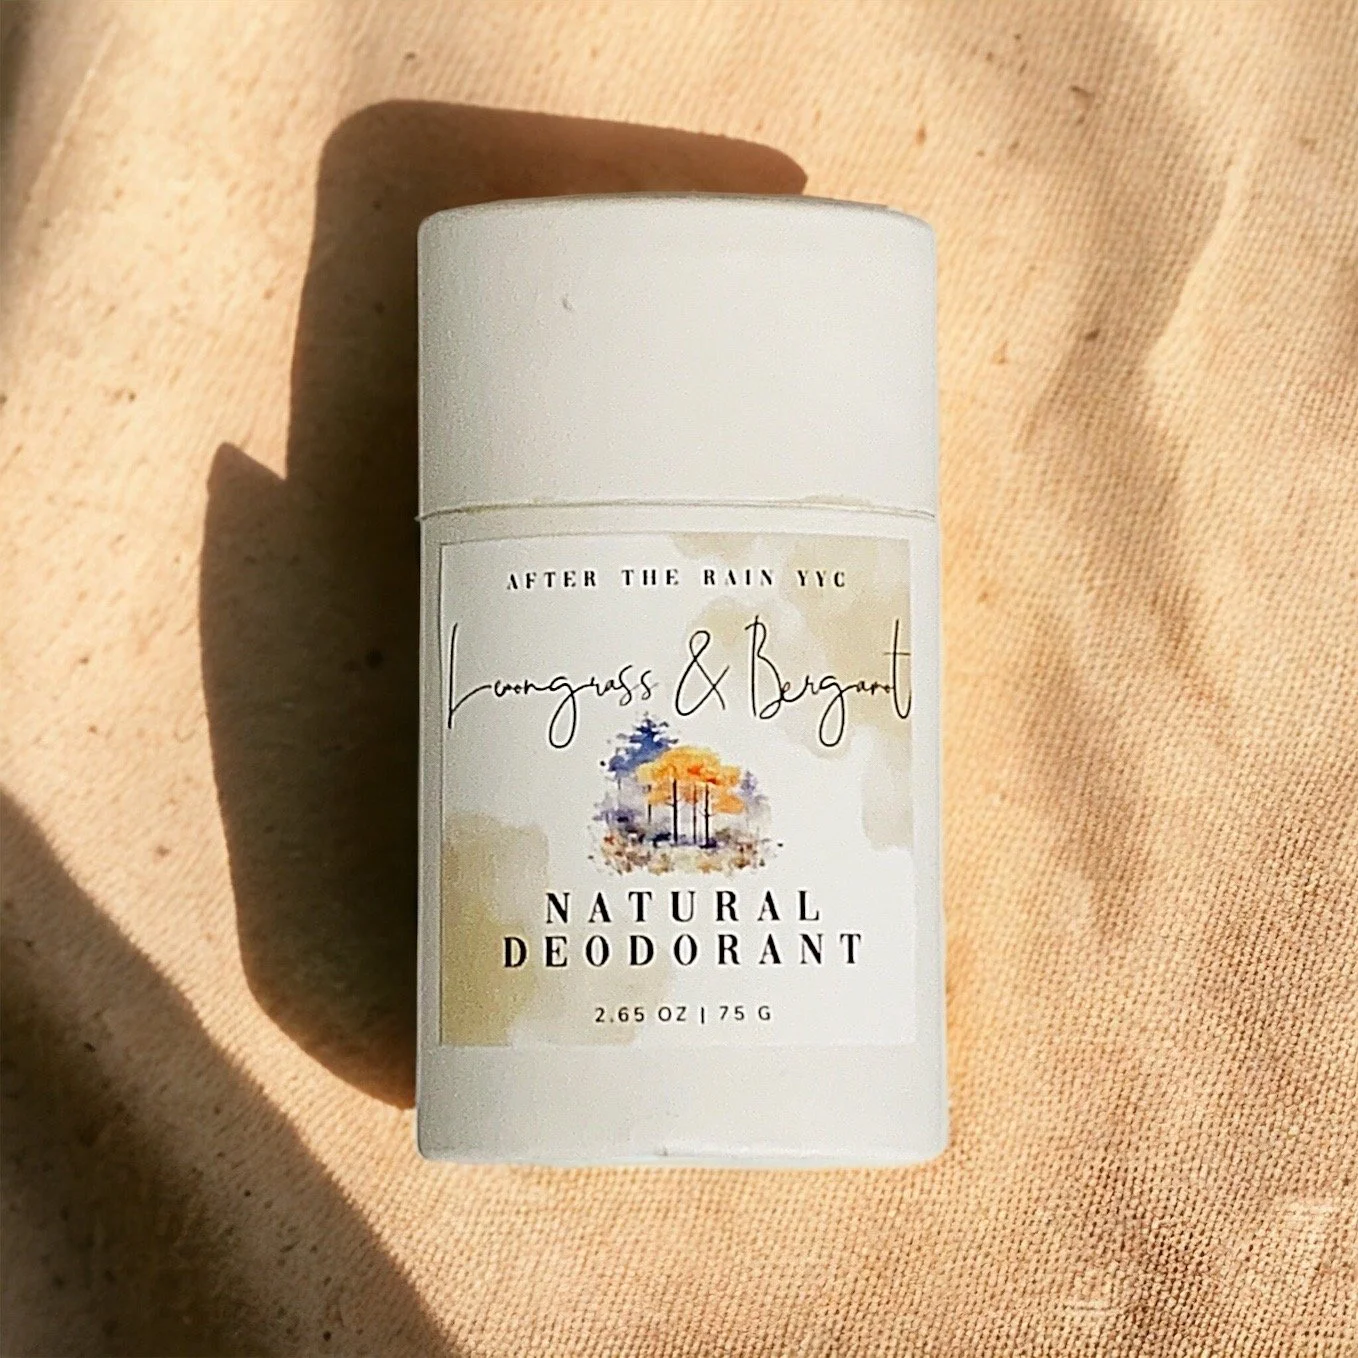 AFTER THE RAIN YYC
Lemongrass & Bergamot
NATURAL
DEODORANT
2.65 OZ | 75 G